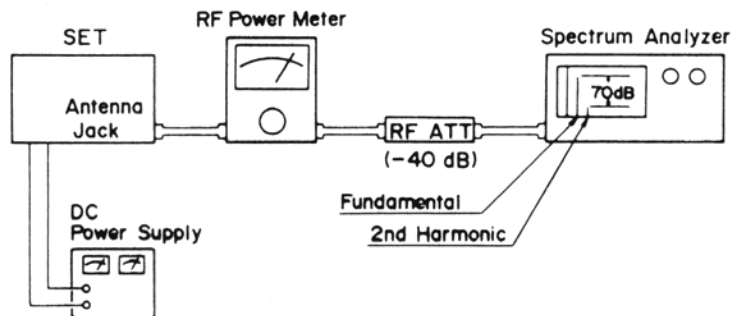 SET
RF Power Meter
Spectrum Analyzer
Antenna
Jack
70dB
RF ATT
(-40 dB)
Fundamental
2nd Harmonic
DC
Power Supply